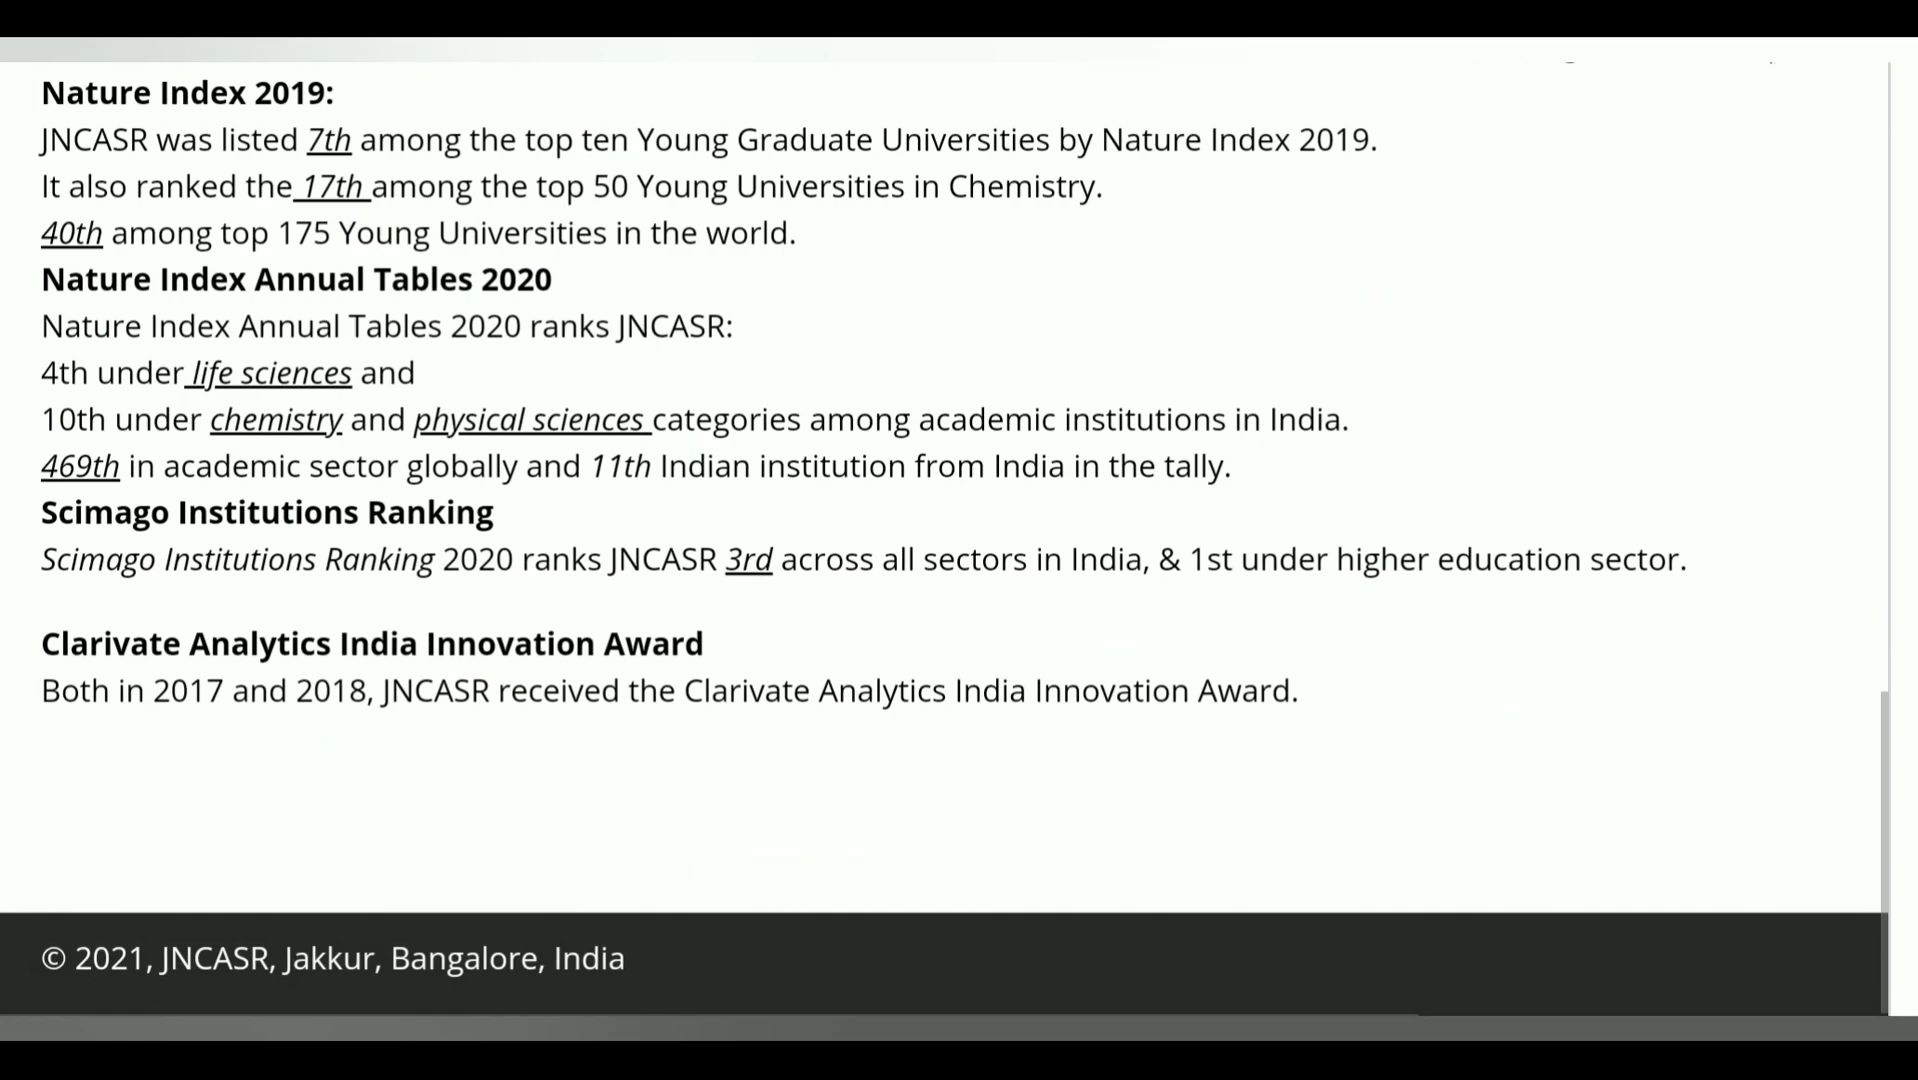 Nature Index 2019:
JNCASR was listed 7th among the top ten Young Graduate Universities by Nature Index 2019.
It also ranked the 17th among the top 50 Young Universities in Chemistry.
40th among top 175 Young Universities in the world.
Nature Index Annual Tables 2020
Nature Index Annual Tables 2020 ranks JNCASR:
4th under life sciences and
10th under chemistry and physical sciences categories among academic institutions in India.
469th in academic sector globally and 11th Indian institution from India in the tally.
Scimago Institutions Ranking
Scimago Institutions Ranking 2020 ranks JNCASR 3rd across all sectors in India, & 1st under higher education sector.
Clarivate Analytics India Innovation Award
Both in 2017 and 2018, JNCASR received the Clarivate Analytics India Innovation Award.
© 2021, JNCASR, Jakkur, Bangalore, India